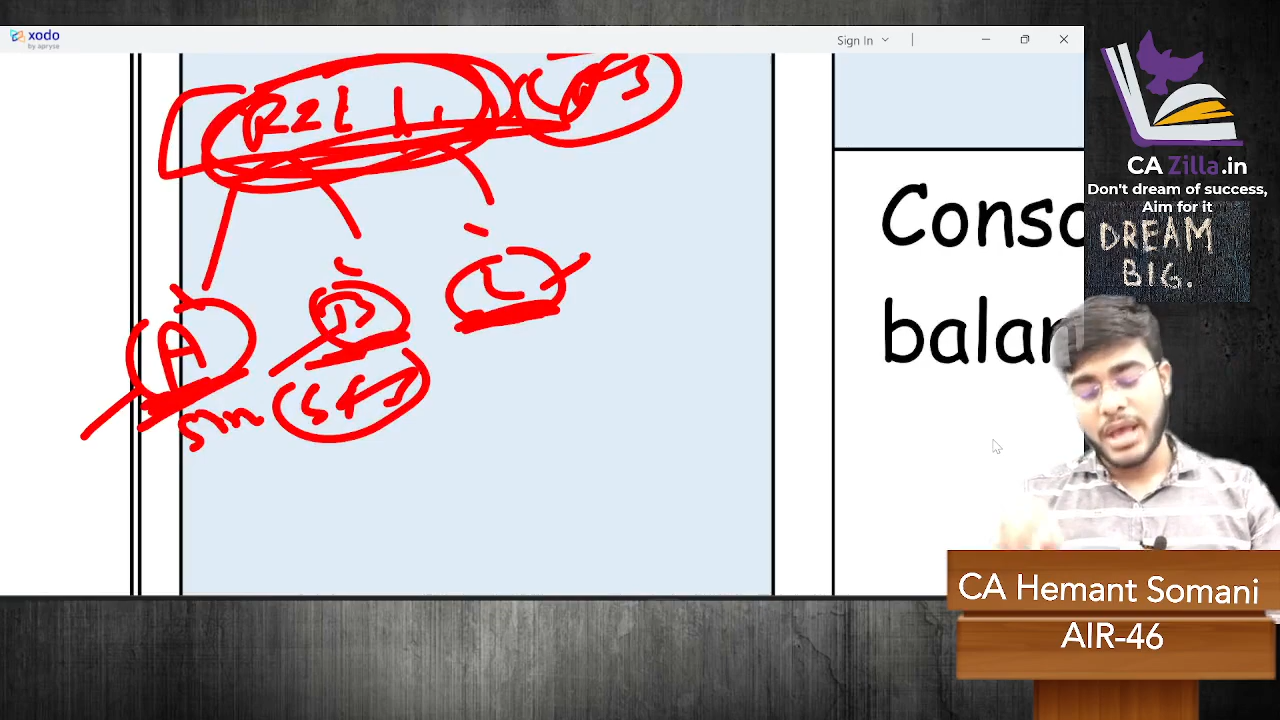 xodo
by apryse
Sign In
CA Zilla.in
Don't dream of success,
Aim for it
DREAM
BIG.
Conso
balan
A
B
CA Hemant Somani
AIR-46